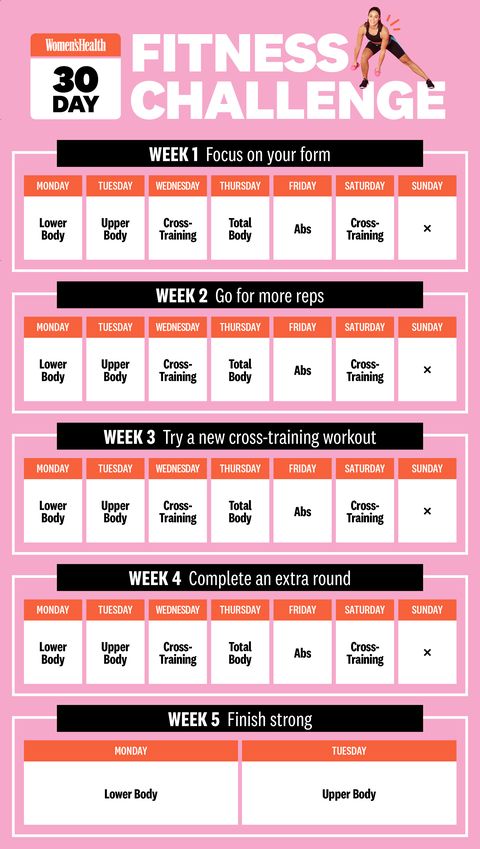 Women'sHealth
30
DAY
FITNESS
CHALLENGE
WEEK 1 Focus on your form
MONDAY TUESDAY WEDNESDAY THURSDAY FRIDAY SATURDAY SUNDAY
Lower Upper Cross- Total Abs Cross- ×
Body Body Training Body Training
WEEK 2 Go for more reps
MONDAY TUESDAY WEDNESDAY THURSDAY FRIDAY SATURDAY SUNDAY
Lower Upper Cross- Total Abs Cross- ×
Body Body Training Body Training
WEEK 3 Try a new cross-training workout
MONDAY TUESDAY WEDNESDAY THURSDAY FRIDAY SATURDAY SUNDAY
Lower Upper Cross- Total Abs Cross- ×
Body Body Training Body Training
WEEK 4 Complete an extra round
MONDAY TUESDAY WEDNESDAY THURSDAY FRIDAY SATURDAY SUNDAY
Lower Upper Cross- Total Abs Cross- ×
Body Body Training Body Training
WEEK 5 Finish strong
MONDAY TUESDAY
Lower Body Upper Body